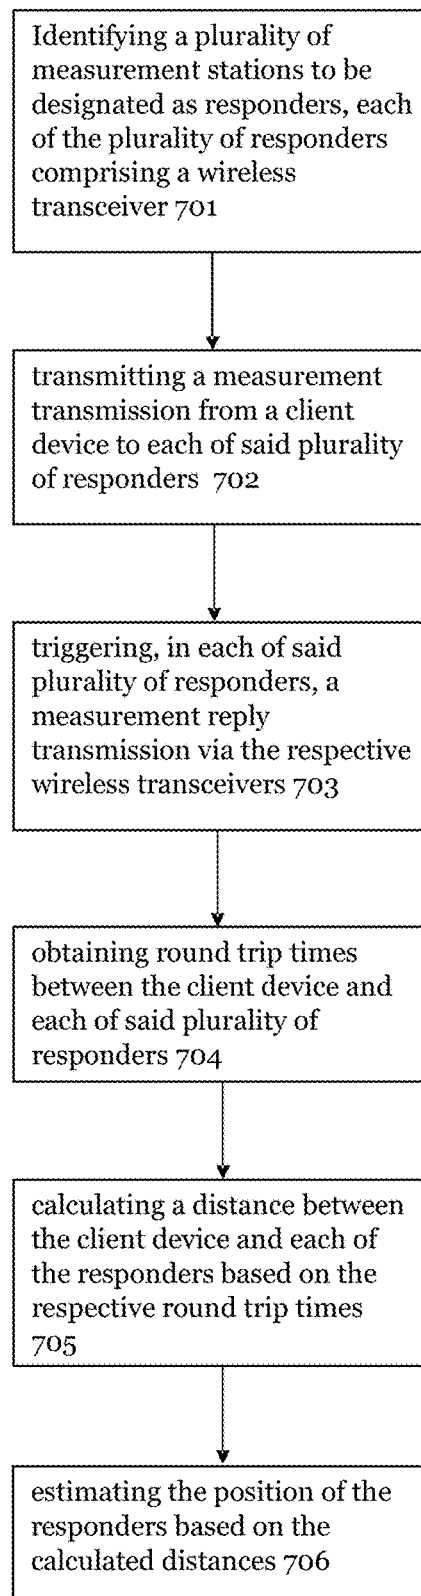 Identifying a plurality of
measurement stations to be
designated as responders, each
of the plurality of responders
comprising a wireless
transceiver 701
transmitting a measurement
transmission from a client
device to each of said plurality
of responders 702
triggering, in each of said
plurality of responders, a
measurement reply
transmission via the respective
wireless transceivers 703
obtaining round trip times
between the client device and
each of said plurality of
responders 704
calculating a distance between
the client device and each of
the responders based on the
respective round trip times
705
estimating the position of the
responders based on the
calculated distances 706